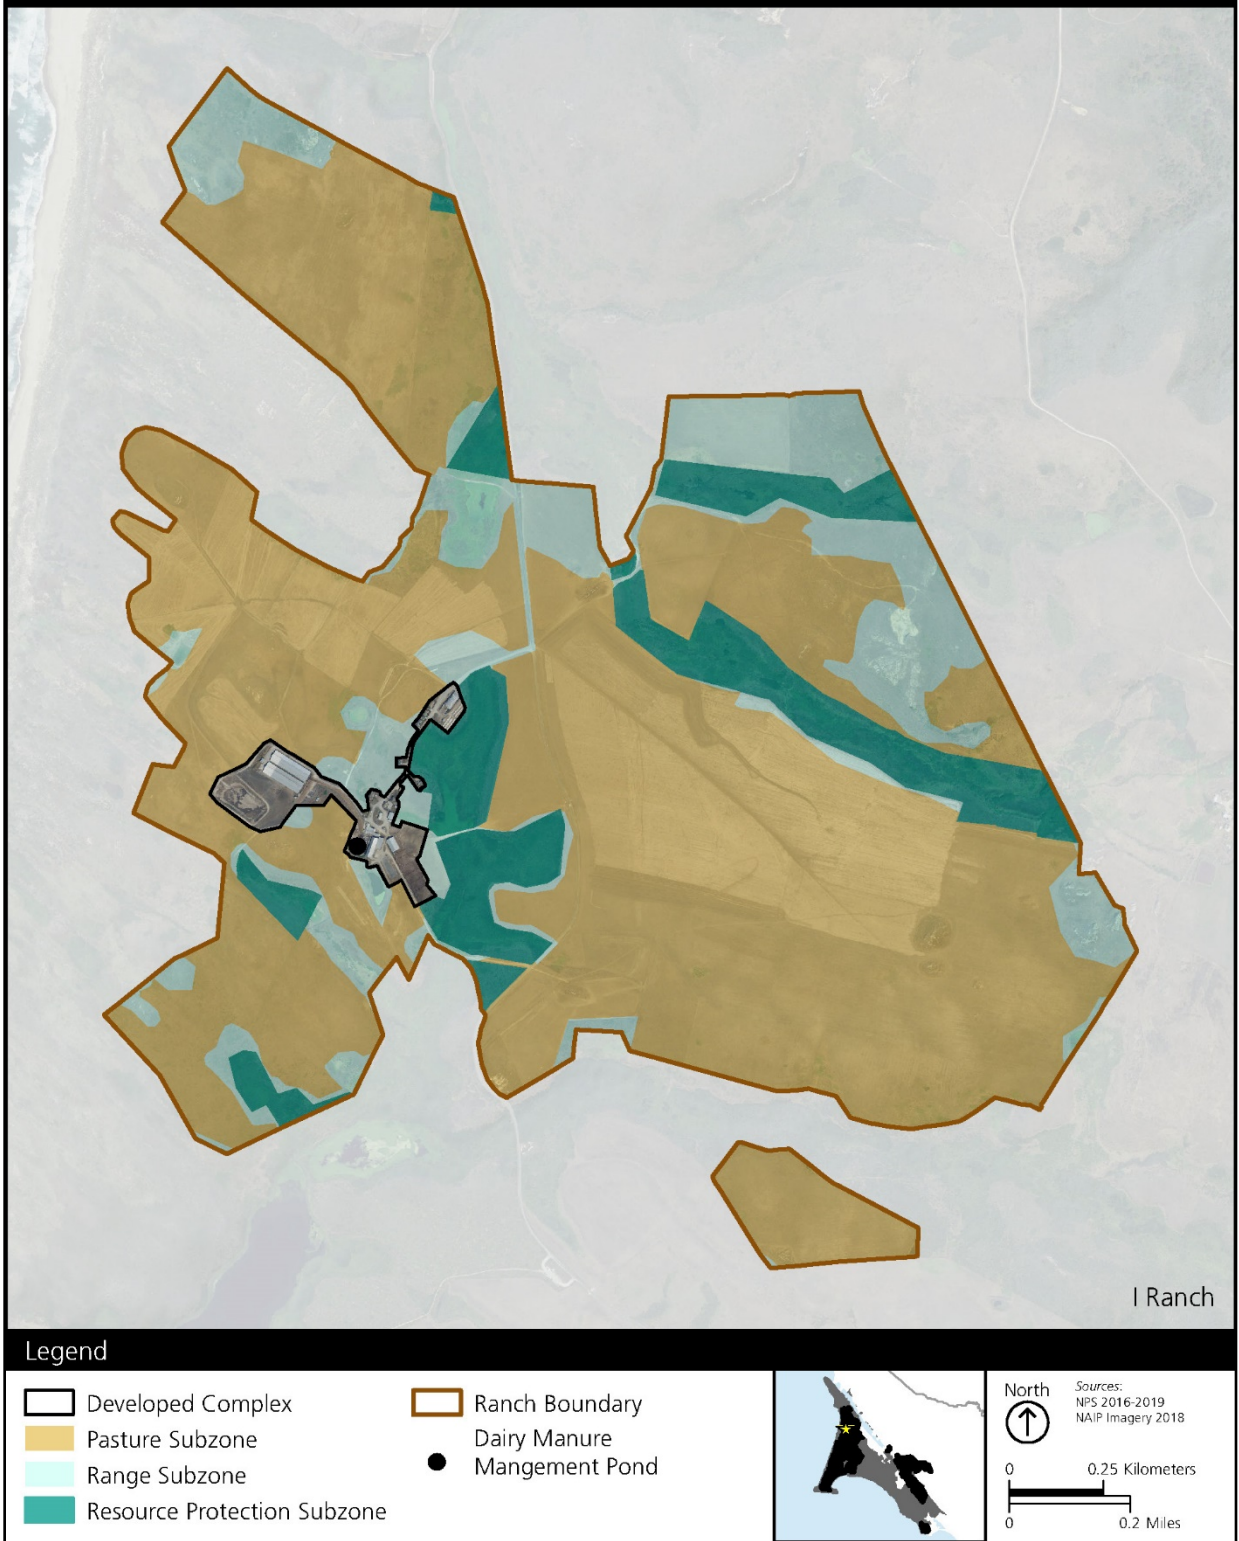 I Ranch
Legend
Developed Complex
Pasture Subzone
Range Subzone
Resource Protection Subzone
Ranch Boundary
Dairy Manure
Mangement Pond
North
Sources:
NPS 2016-2019
NAIP Imagery 2018
0 0.25 Kilometers
0 0.2 Miles